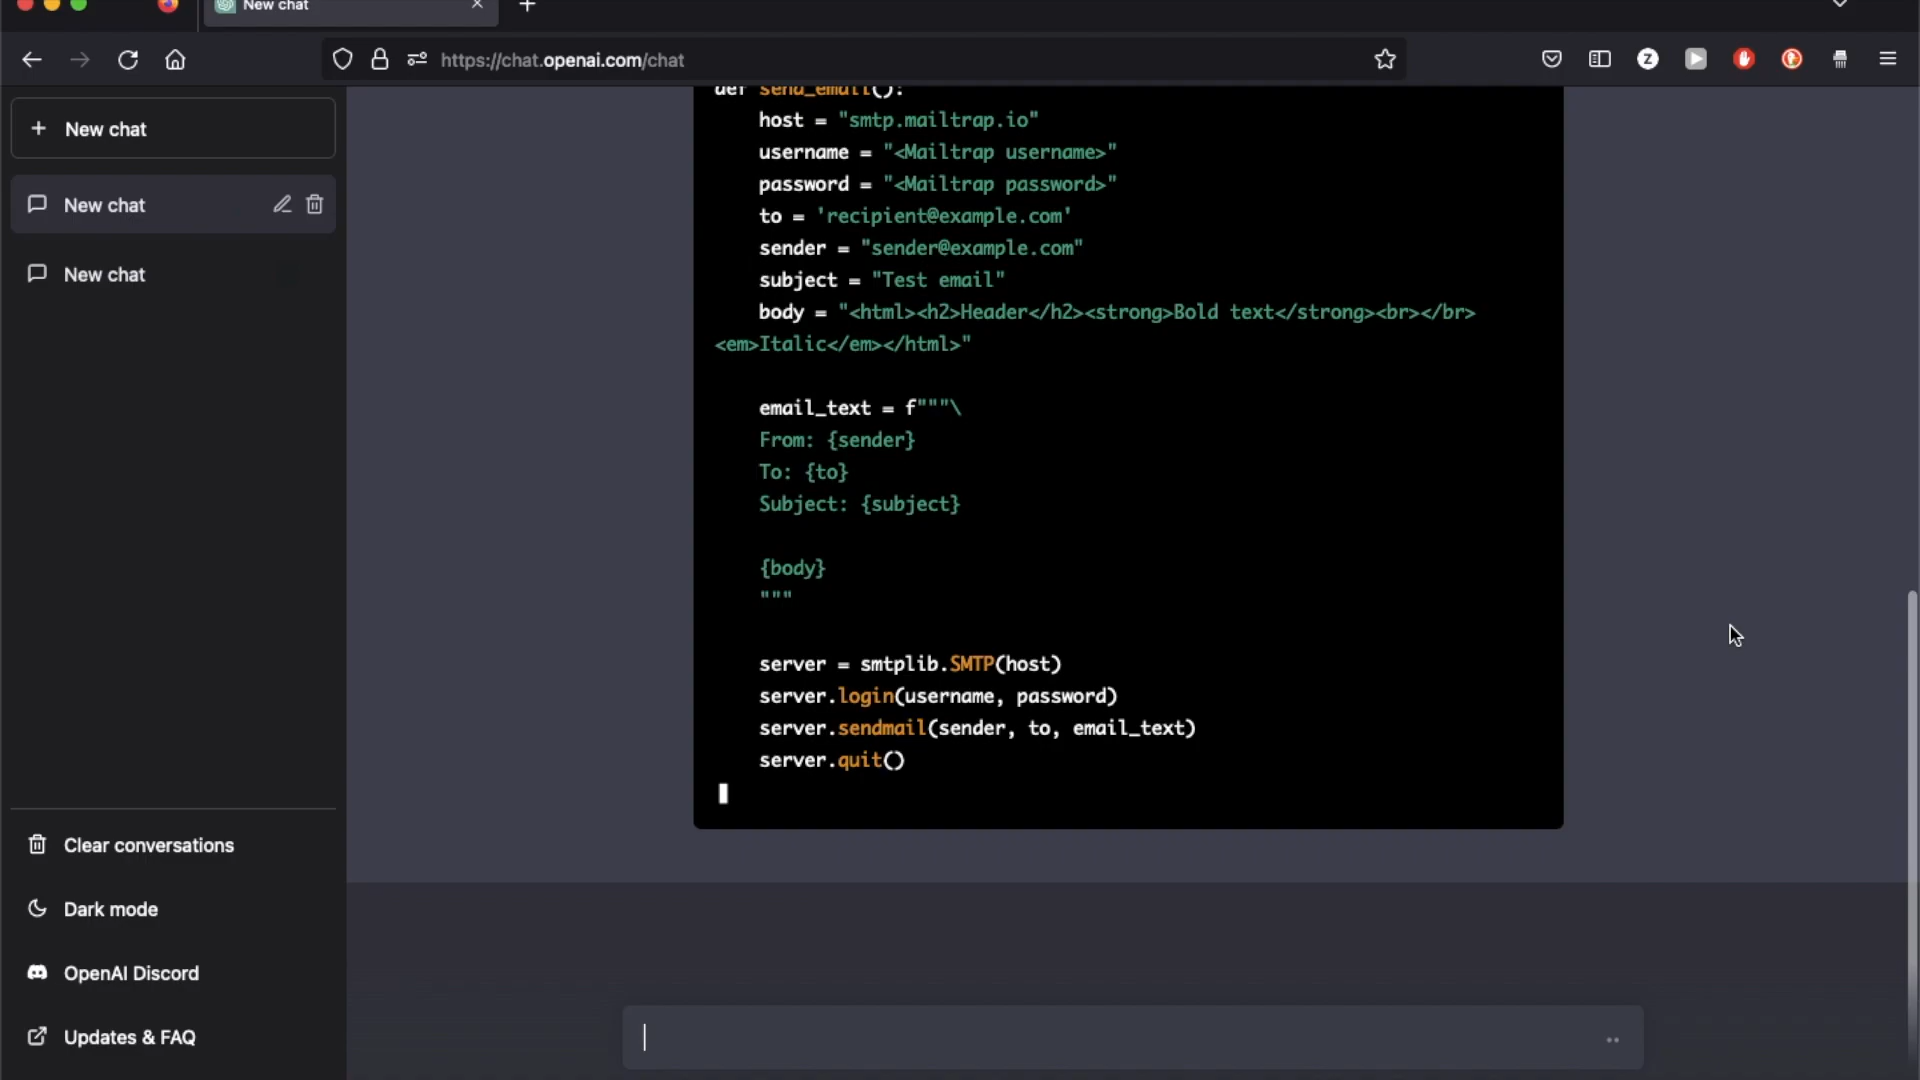 New chat
https://chat.openai.com/chat
Z
New chat
New chat
New chat
Clear conversations
Dark mode
OpenAI Discord
Updates & FAQ
def send_email():
host = "smtp.mailtrap.io"
username = "<Mailtrap username>"
password = "<Mailtrap password>"
to = 'recipient@example.com'
sender = "sender@example.com"
subject = "Test email"
body = "<html><h2>Header</h2><strong>Bold text</strong><br></br>
<em>Italic</em></html>"
email_text = f"""\
From: {sender}
To: {to}
Subject: {subject}
{body}
"""
server = smtplib.SMTP(host)
server.login(username, password)
server.sendmail(sender, to, email_text)
server.quit()